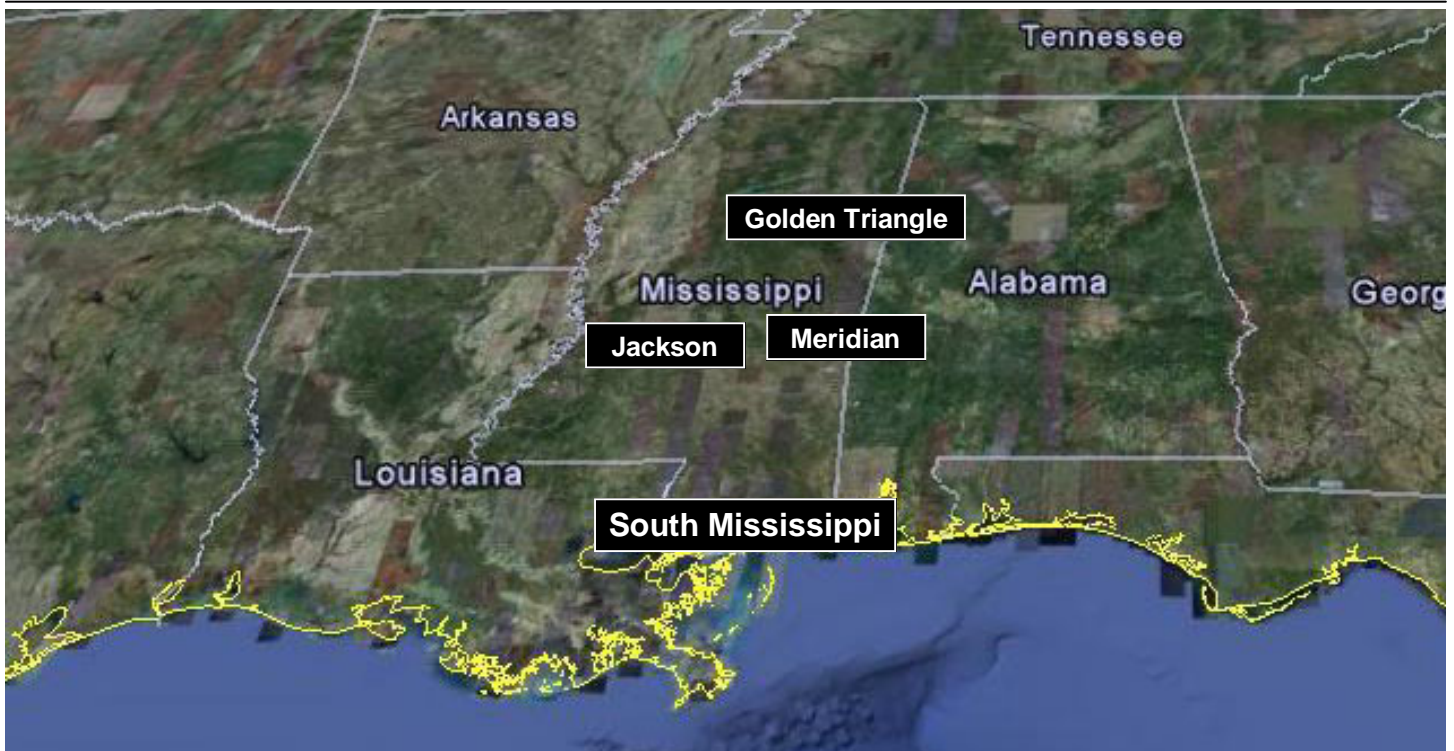 Tennessee
Arkansas
Golden Triangle
Mississippi
Alabama
Georg
Jackson
Meridian
Louisiana
South Mississippi